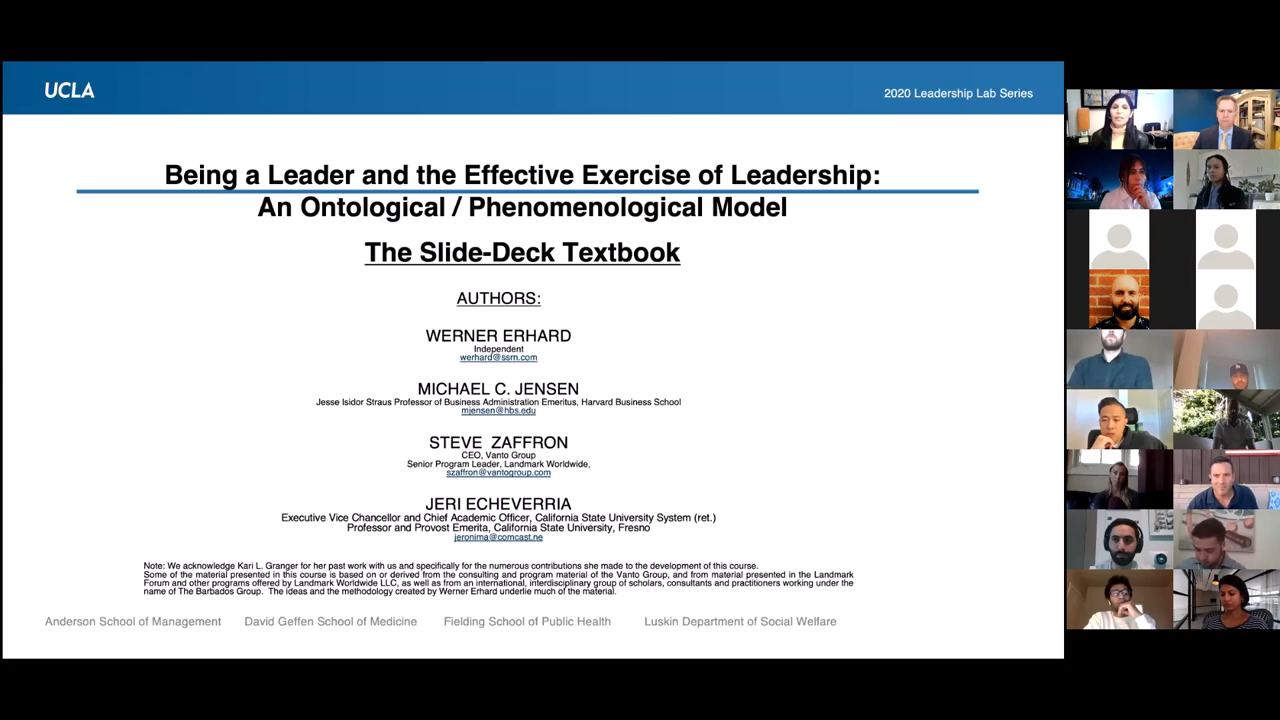 UCLA
2020 Leadership Lab Series
Being a Leader and the Effective Exercise of Leadership:
An Ontological / Phenomenological Model
The Slide-Deck Textbook
AUTHORS:
WERNER ERHARD
Independent
werhard@ssrn.com
MICHAEL C. JENSEN
Jesse Isidor Straus Professor of Business Administration Emeritus, Harvard Business School
mjensen@hbs.edu
STEVE ZAFFRON
CEO, Vanto Group
Senior Program Leader, Landmark Worldwide,
szaffron@vantogroup.com
JERI ECHEVERRIA
Executive Vice Chancellor and Chief Academic Officer, California State University System (ret.)
Professor and Provost Emerita, California State University, Fresno
jeronima@comcast.ne
Note: We acknowledge Kari L. Granger for her past work with us and specifically for the numerous contributions she made to the development of this course.
Some of the material presented in this course is based on or derived from the consulting and program material of the Vanto Group, and from material presented in the Landmark
Forum and other programs offered by Landmark Worldwide LLC, as well as from an international, interdisciplinary group of scholars, consultants and practitioners working under the
name of The Barbados Group. The ideas and the methodology created by Werner Erhard underlie much of the material.
Anderson School of Management David Geffen School of Medicine Fielding School of Public Health Luskin Department of Social Welfare